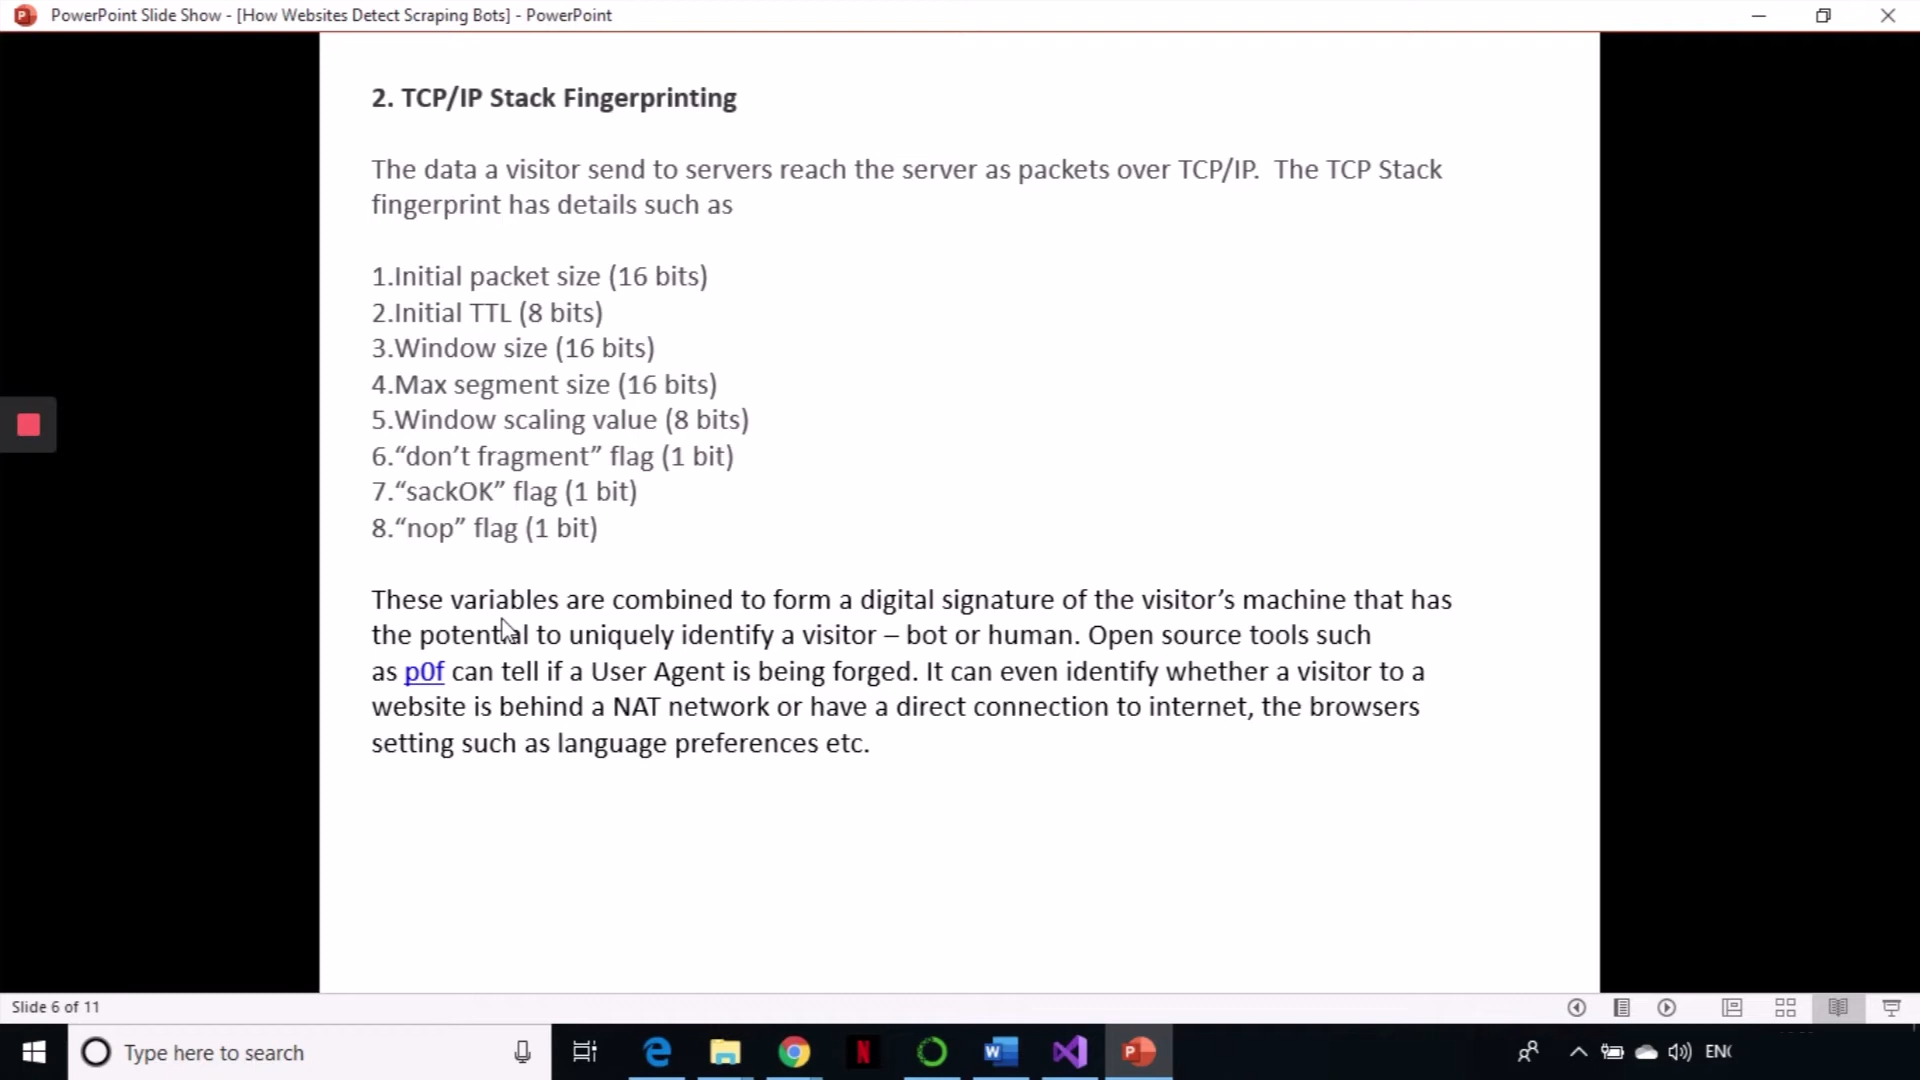 PowerPoint Slide Show - [How Websites Detect Scraping Bots] - PowerPoint
2. TCP/IP Stack Fingerprinting
The data a visitor send to servers reach the server as packets over TCP/IP.  The TCP Stack
fingerprint has details such as
1.Initial packet size (16 bits)
2.Initial TTL (8 bits)
3.Window size (16 bits)
4.Max segment size (16 bits)
5.Window scaling value (8 bits)
6.“don’t fragment” flag (1 bit)
7.“sackOK” flag (1 bit)
8.“nop” flag (1 bit)
These variables are combined to form a digital signature of the visitor’s machine that has
the potential to uniquely identify a visitor – bot or human. Open source tools such
as p0f can tell if a User Agent is being forged. It can even identify whether a visitor to a
website is behind a NAT network or have a direct connection to internet, the browsers
setting such as language preferences etc.
Slide 6 of 11
Type here to search
ENG